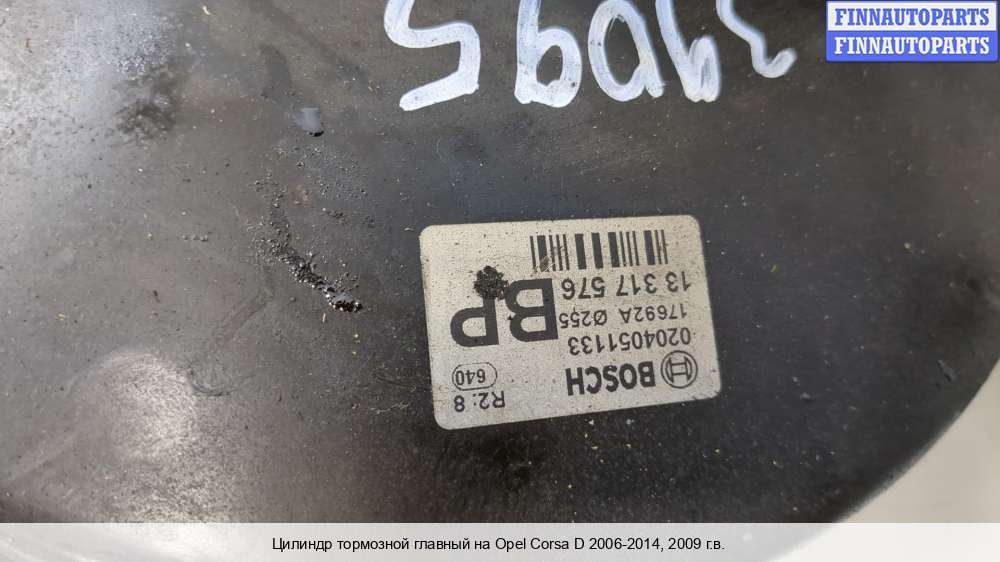 FINNAUTOPARTS
FINNAUTOPARTS
R2:8
BOSCH 640
0204051133
17692A Ø255
BP
13 317 576
Цилиндр тормозной главный на Opel Corsa D 2006-2014, 2009 г.в.